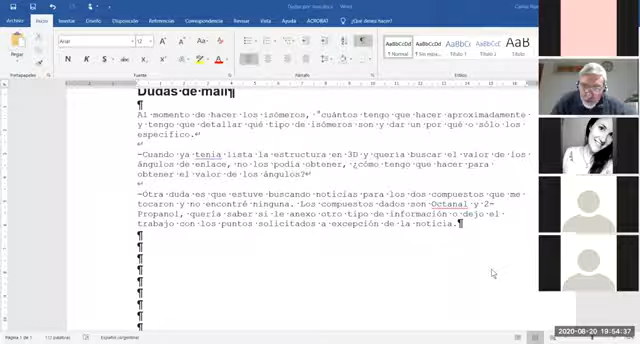 Dudas por mail.docx - Word
Archivo Inicio Insertar Diseño Disposición Referencias Correspondencia Revisar Vista Ayuda ACROBAT ¿Qué desea hacer?
Pegar
Arial 12
AaBbCcDd AaBbCcDd AaBbCc AaBbCcC AaB
¶ Normal Título 1 Título 2 Título
Portapapeles Fuente Párrafo Estilos
Dudas·de·mail¶
¶
Al·momento·de·hacer·los·isómeros,·"cuántos·tengo·que·hacer·aproximadamente
y·tengo·que·detallar·qué·tipo·de·isómeros·son·y·dar·un·por·qué·o·sólo·los
especifico.↵
↵
-Cuando·ya·tenía·lista·la·estructura·en·3D·y·quería·buscar·el·valor·de·los
ángulos·de·enlace,·no·los·podía·obtener,·¿cómo·tengo·que·hacer·para·
obtener·el·valor·de·los·ángulos?↵
↵
-Otra·duda·es·que·estuve·buscando·noticias·para·los·dos·compuestos·que·me
tocaron·y·no·encontré·ninguna.·Los·compuestos·dados·son·Octanal·y·2-
Propanol,·quería·saber·si·le·anexo·otro·tipo·de·información·o·dejo·el
trabajo·con·los·puntos·solicitados·a·excepción·de·la·noticia.¶
¶
¶
¶
¶
¶
¶
¶
¶
Página 1 de 1 Español (Argentina)
2020-08-20 19:54:37